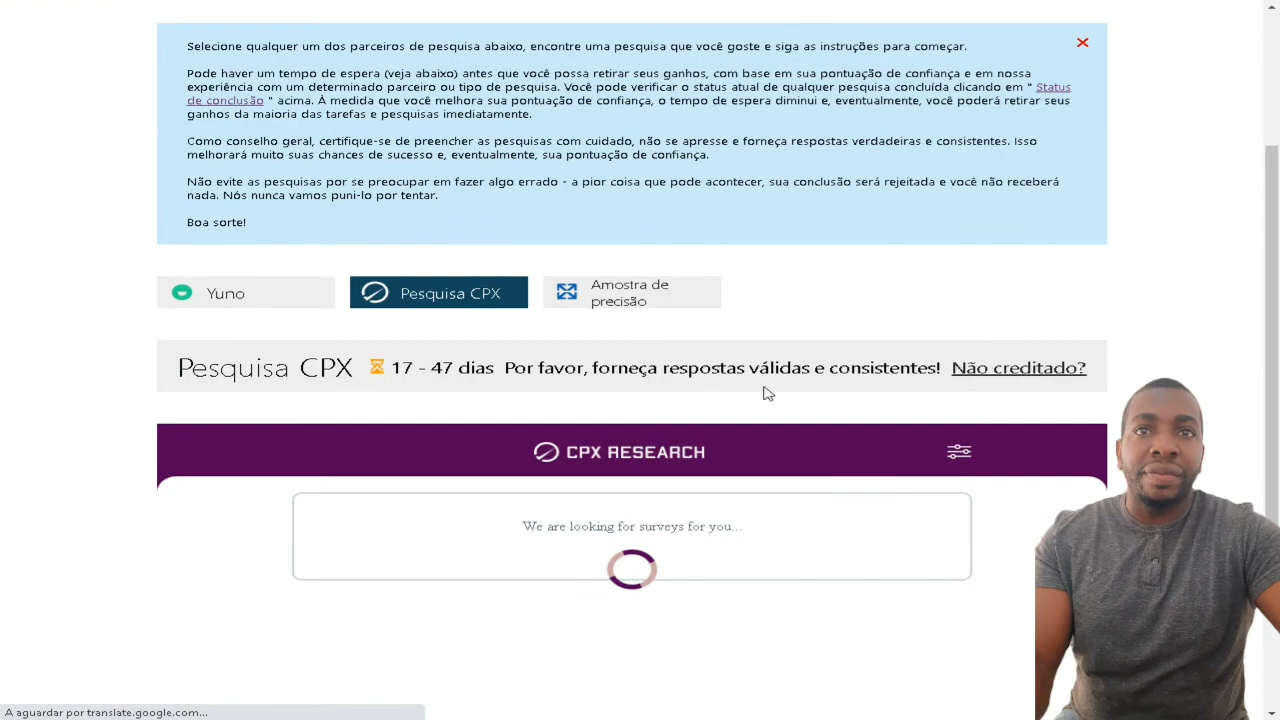 Selecione qualquer um dos parceiros de pesquisa abaixo, encontre uma pesquisa que você goste e siga as instruções para começar.
Pode haver um tempo de espera (veja abaixo) antes que você possa retirar seus ganhos, com base em sua pontuação de confiança e em nossa
experiência com um determinado parceiro ou tipo de pesquisa. Você pode verificar o status atual de qualquer pesquisa concluída clicando em " Status
de conclusão " acima. À medida que você melhora sua pontuação de confiança, o tempo de espera diminui e, eventualmente, você poderá retirar seus
ganhos da maioria das tarefas e pesquisas imediatamente.
Como conselho geral, certifique-se de preencher as pesquisas com cuidado, não se apresse e forneça respostas verdadeiras e consistentes. Isso
melhorará muito suas chances de sucesso e, eventualmente, sua pontuação de confiança.
Não evite as pesquisas por se preocupar em fazer algo errado - a pior coisa que pode acontecer, sua conclusão será rejeitada e você não receberá
nada. Nós nunca vamos puni-lo por tentar.
Boa sorte!
Yuno
Pesquisa CPX
Amostra de
precisão
Pesquisa CPX 17 - 47 dias Por favor, forneça respostas válidas e consistentes! Não creditado?
CPX RESEARCH
We are looking for surveys for you...
A aguardar por translate.google.com...